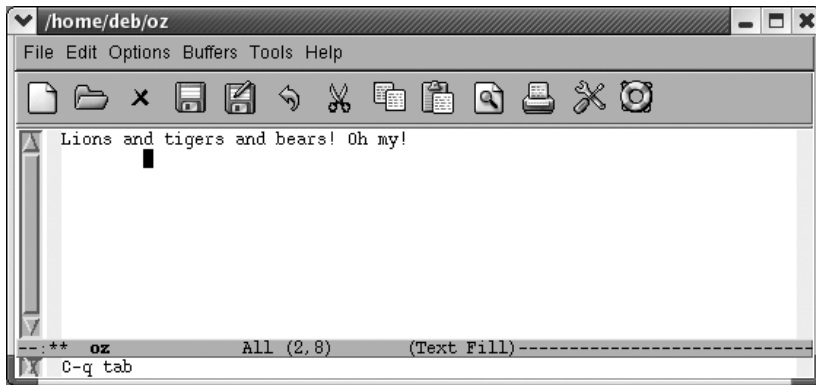 /home/deb/oz
File Edit Options Buffers Tools Help
Lions and tigers and bears! Oh my!
--:** oz All (2,8) (Text Fill)-----------------------------
C-q tab